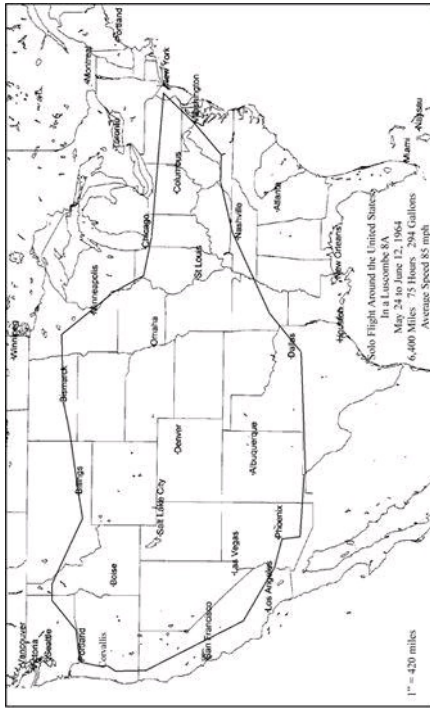 Vancouver
Victoria
Seattle
Portland
Corvallis
Boise
Billings
Bismarck
Winnipeg
Minneapolis
Chicago
Toronto
Montreal
Portland
New York
Washington
Columbus
Omaha
St Louis
Nashville
Atlanta
Salt Lake City
Denver
San Francisco
Las Vegas
Los Angeles
Phoenix
Albuquerque
Dallas
Houston
New Orleans
Miami
Nassau
Solo Flight Around the United States
In a Luscombe 8A
May 24 to June 12, 1964
6,400 Miles 75 Hours 294 Gallons
Average Speed 85 mph
1" = 420 miles